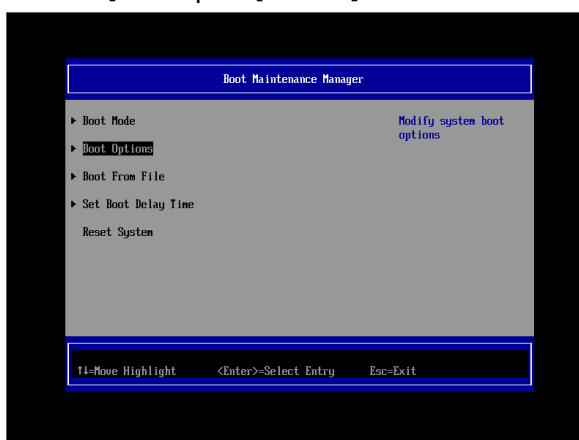 Boot Maintenance Manager
▶ Boot Mode
Modify system boot
options
▶ Boot Options
▶ Boot From File
▶ Set Boot Delay Time
Reset System
↑↓=Move Highlight <Enter>=Select Entry Esc=Exit